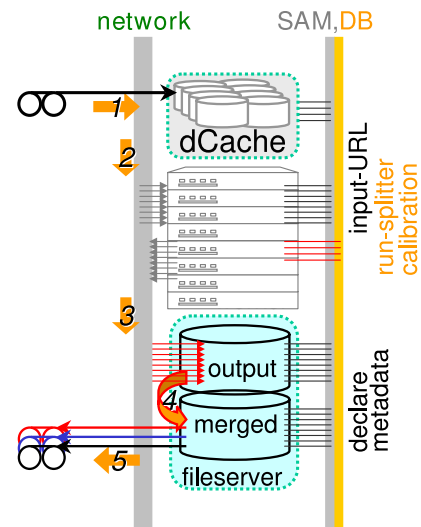 network
SAM,DB
1
dCache
2
input-URL
run-splitter
calibration
3
output
4
merged
declare
metadata
5
fileserver